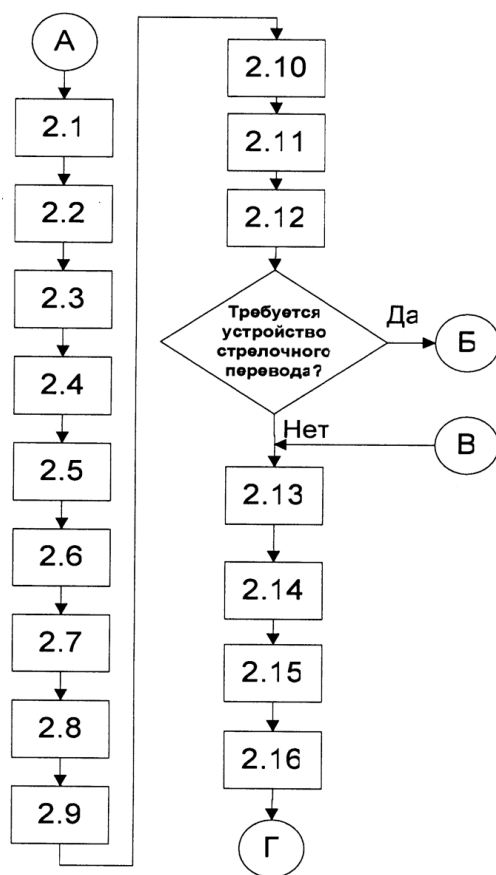 А
2.1
2.2
2.3
2.4
2.5
2.6
2.7
2.8
2.9
2.10
2.11
2.12
Требуется
устройство
стрелочного
перевода?
Да
Б
Нет
В
2.13
2.14
2.15
2.16
Г